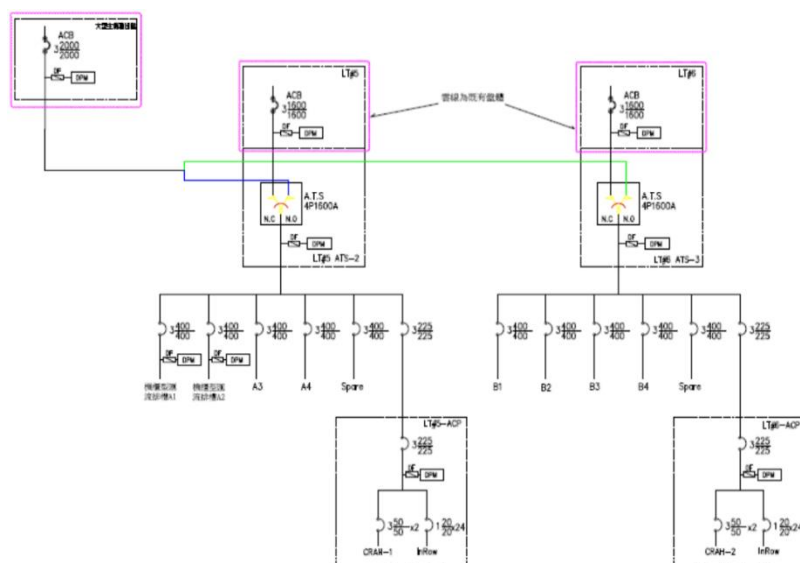 ACB
3 2000
2000
DF
DPM
LT#5
ACB
3 1600
1600
DF
DPM
LT#6
ACB
3 1600
1600
DF
DPM
A.T.S
4P1600A
N.C N.O
DF
DPM
LT#5 ATS-2
A.T.S
4P1600A
N.C N.O
DF
DPM
LT#6 ATS-3
3 400
400
3 400
400
3 400
400
3 400
400
3 400
400
3 225
225
DF
DPM
DF
DPM
A3
A4
Spare
3 400
400
3 400
400
3 400
400
3 400
400
3 400
400
3 225
225
B1
B2
B3
B4
Spare
LT#5-ACP
3 225
225
DF
DPM
3 50
50 x2
1 20
20 x24
CRAH-1
InRow
LT#6-ACP
3 225
225
DF
DPM
3 50
50 x2
1 20
20 x24
CRAH-2
InRow